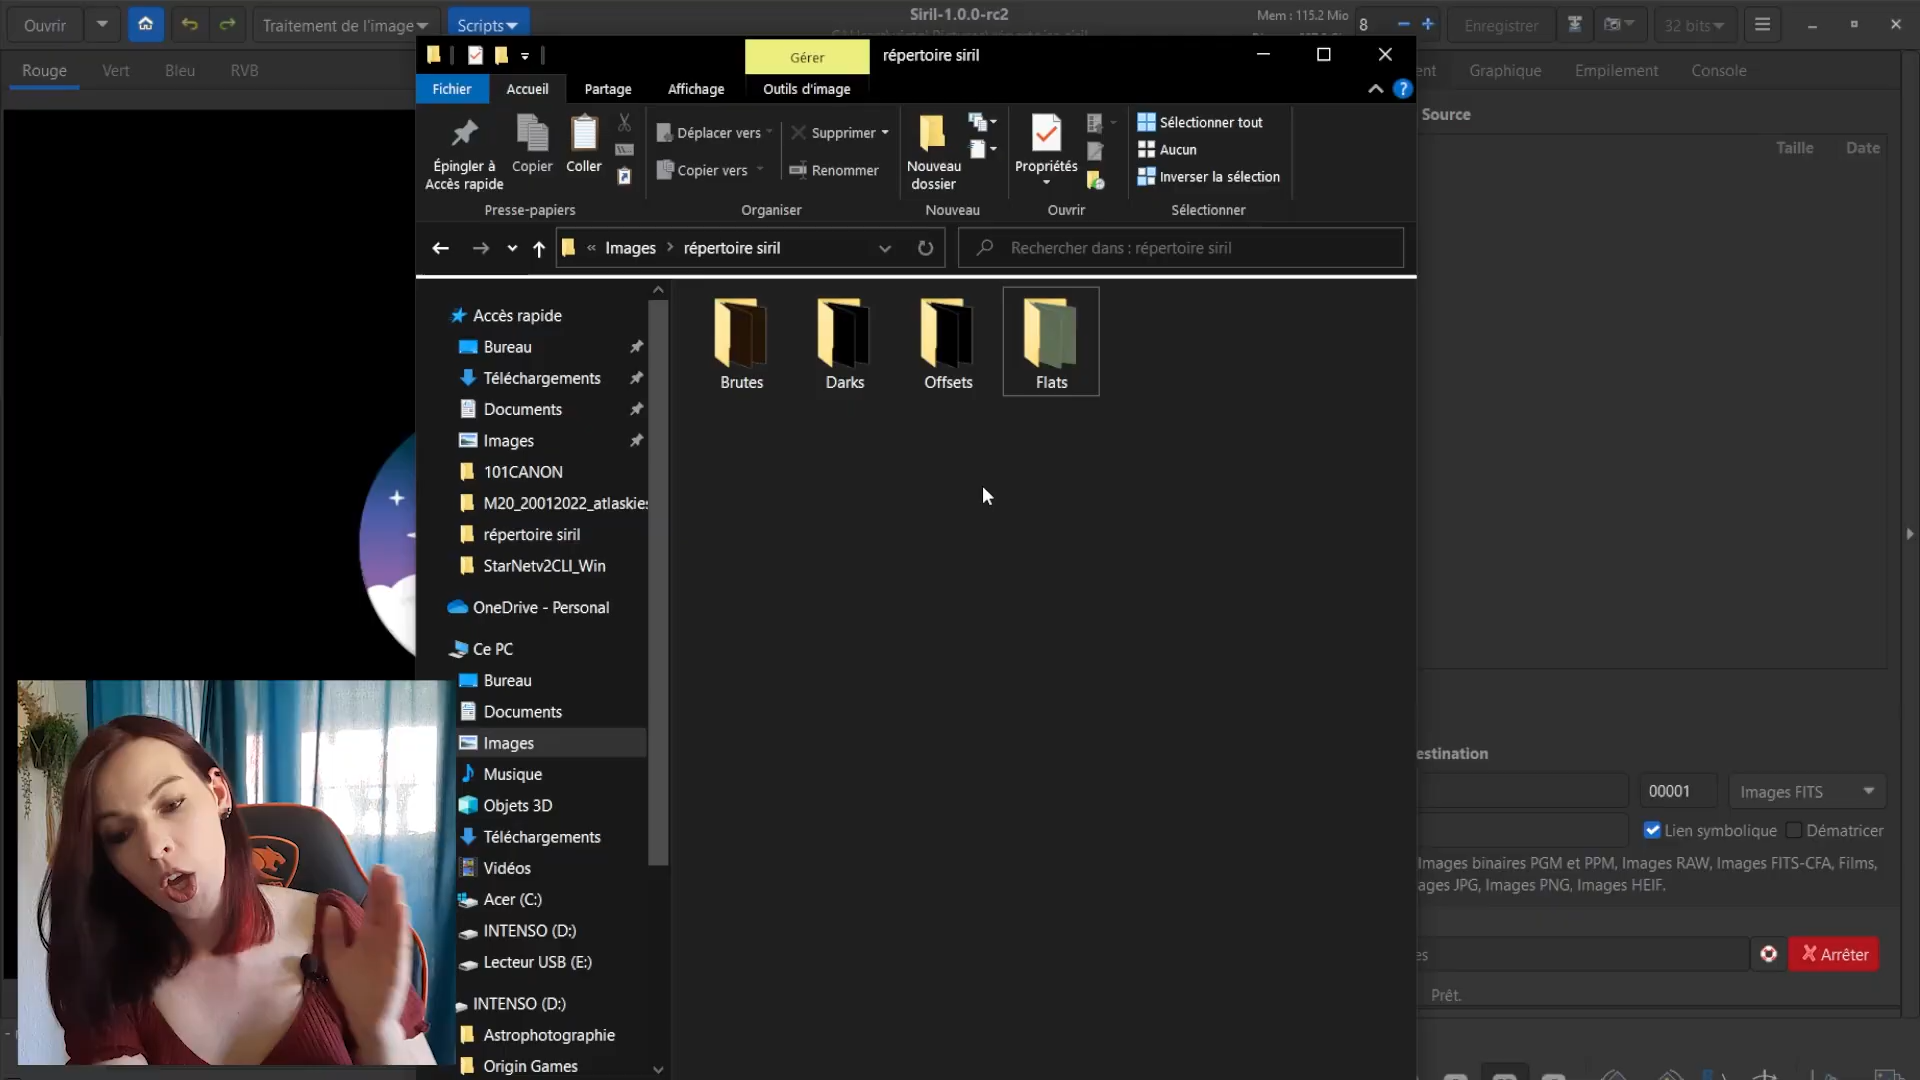 Ouvrir
Traitement de l'image
Scripts
Siril-1.0.0-rc2
Mem : 115.2 Mio
8
Enregistrer
32 bits
Rouge
Vert
Bleu
RVB
Graphique
Empilement
Console
Source
Taille
Date
Gérer
répertoire siril
Fichier
Accueil
Partage
Affichage
Outils d'image
Épingler à
Accès rapide
Copier
Coller
Déplacer vers
Copier vers
Supprimer
Renommer
Nouveau
dossier
Propriétés
Sélectionner tout
Aucun
Inverser la sélection
Presse-papiers
Organiser
Nouveau
Ouvrir
Sélectionner
« Images > répertoire siril
Rechercher dans : répertoire siril
Accès rapide
Bureau
Téléchargements
Documents
Images
101CANON
M20_20012022_atlaskies
répertoire siril
StarNetv2CLI_Win
OneDrive - Personal
Ce PC
Bureau
Documents
Images
Musique
Objets 3D
Téléchargements
Vidéos
Acer (C:)
INTENSO (D:)
Lecteur USB (E:)
INTENSO (D:)
Astrophotographie
Origin Games
Brutes
Darks
Offsets
Flats
estination
00001
Images FITS
Lien symbolique
Dématricer
Images binaires PGM et PPM, Images RAW, Images FITS-CFA, Films,
ages JPG, Images PNG, Images HEIF.
es
Arrêter
Prêt.